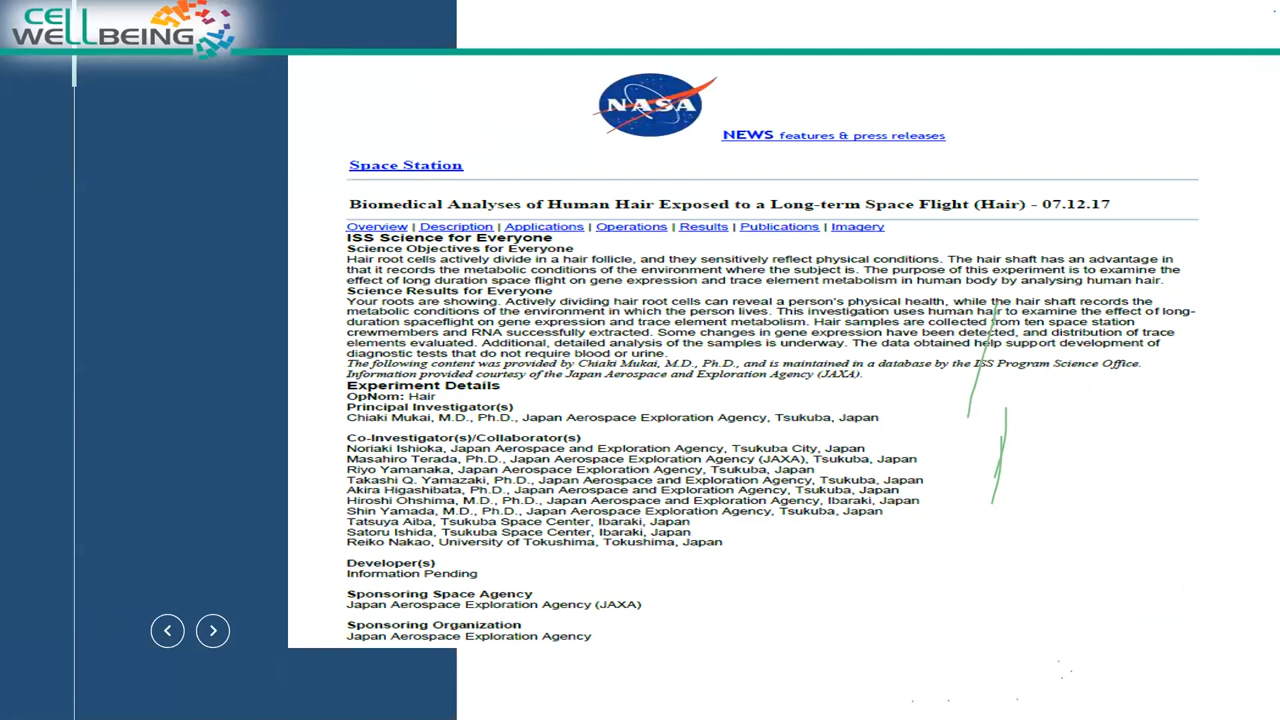 CELL
WELLBEING
NASA
NEWS features & press releases
Space Station
Biomedical Analyses of Human Hair Exposed to a Long-term Space Flight (Hair) - 07.12.17
Overview | Description | Applications | Operations | Results | Publications | Imagery
ISS Science for Everyone
Science Objectives for Everyone
Hair root cells actively divide in a hair follicle, and they sensitively reflect physical conditions. The hair shaft has an advantage in
that it records the metabolic conditions of the environment where the subject is. The purpose of this experiment is to examine the
effect of long duration space flight on gene expression and trace element metabolism in human body by analysing human hair.
Science Results for Everyone
Your roots are showing. Actively dividing hair root cells can reveal a person's physical health, while the hair shaft records the
metabolic conditions of the environment in which the person lives. This investigation uses human hair to examine the effect of long-
duration spaceflight on gene expression and trace element metabolism. Hair samples are collected from ten space station
crewmembers and RNA successfully extracted. Some changes in gene expression have been detected, and distribution of trace
elements evaluated. Additional, detailed analysis of the samples is underway. The data obtained help support development of
diagnostic tests that do not require blood or urine.
The following content was provided by Chiaki Mukai, M.D., Ph.D., and is maintained in a database by the ISS Program Science Office.
Information provided courtesy of the Japan Aerospace and Exploration Agency (JAXA).
Experiment Details
OpNom: Hair
Principal Investigator(s)
Chiaki Mukai, M.D., Ph.D., Japan Aerospace Exploration Agency, Tsukuba, Japan
Co-Investigator(s)/Collaborator(s)
Noriaki Ishioka, Japan Aerospace and Exploration Agency, Tsukuba City, Japan
Masahiro Terada, Ph.D., Japan Aerospace Exploration Agency (JAXA), Tsukuba, Japan
Riyo Yamanaka, Japan Aerospace Exploration Agency, Tsukuba, Japan
Takashi Q. Yamazaki, Ph.D., Japan Aerospace and Exploration Agency, Tsukuba, Japan
Akira Higashibata, Ph.D., Japan Aerospace and Exploration Agency, Tsukuba, Japan
Hiroshi Ohshima, M.D., Ph.D., Japan Aerospace and Exploration Agency, Ibaraki, Japan
Shin Yamada, M.D., Ph.D., Japan Aerospace Exploration Agency, Tsukuba, Japan
Tatsuya Aiba, Tsukuba Space Center, Ibaraki, Japan
Satoru Ishida, Tsukuba Space Center, Ibaraki, Japan
Reiko Nakao, University of Tokushima, Tokushima, Japan
Developer(s)
Information Pending
Sponsoring Space Agency
Japan Aerospace Exploration Agency (JAXA)
Sponsoring Organization
Japan Aerospace Exploration Agency